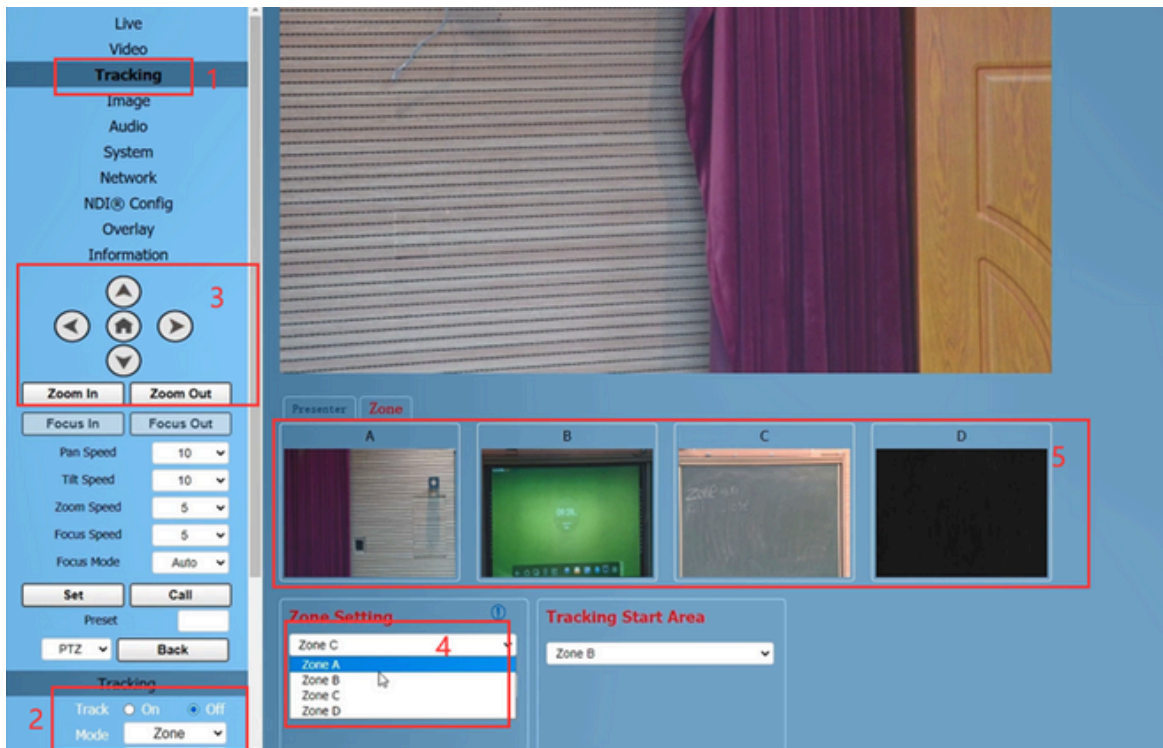 Live
Video
Tracking
1
Image
Audio
System
Network
NDI® Config
Overlay
Information
3
Zoom In Zoom Out
Focus In Focus Out
Pan Speed 10
Tilt Speed 10
Zoom Speed 5
Focus Speed 5
Focus Mode Auto
Set Call
Preset
PTZ Back
Tracking
2
Track On Off
Mode Zone
Presenter Zone
A B C D
5
Zone Setting
4
Zone C
Zone A
Zone B
Zone C
Zone D
Tracking Start Area
Zone B